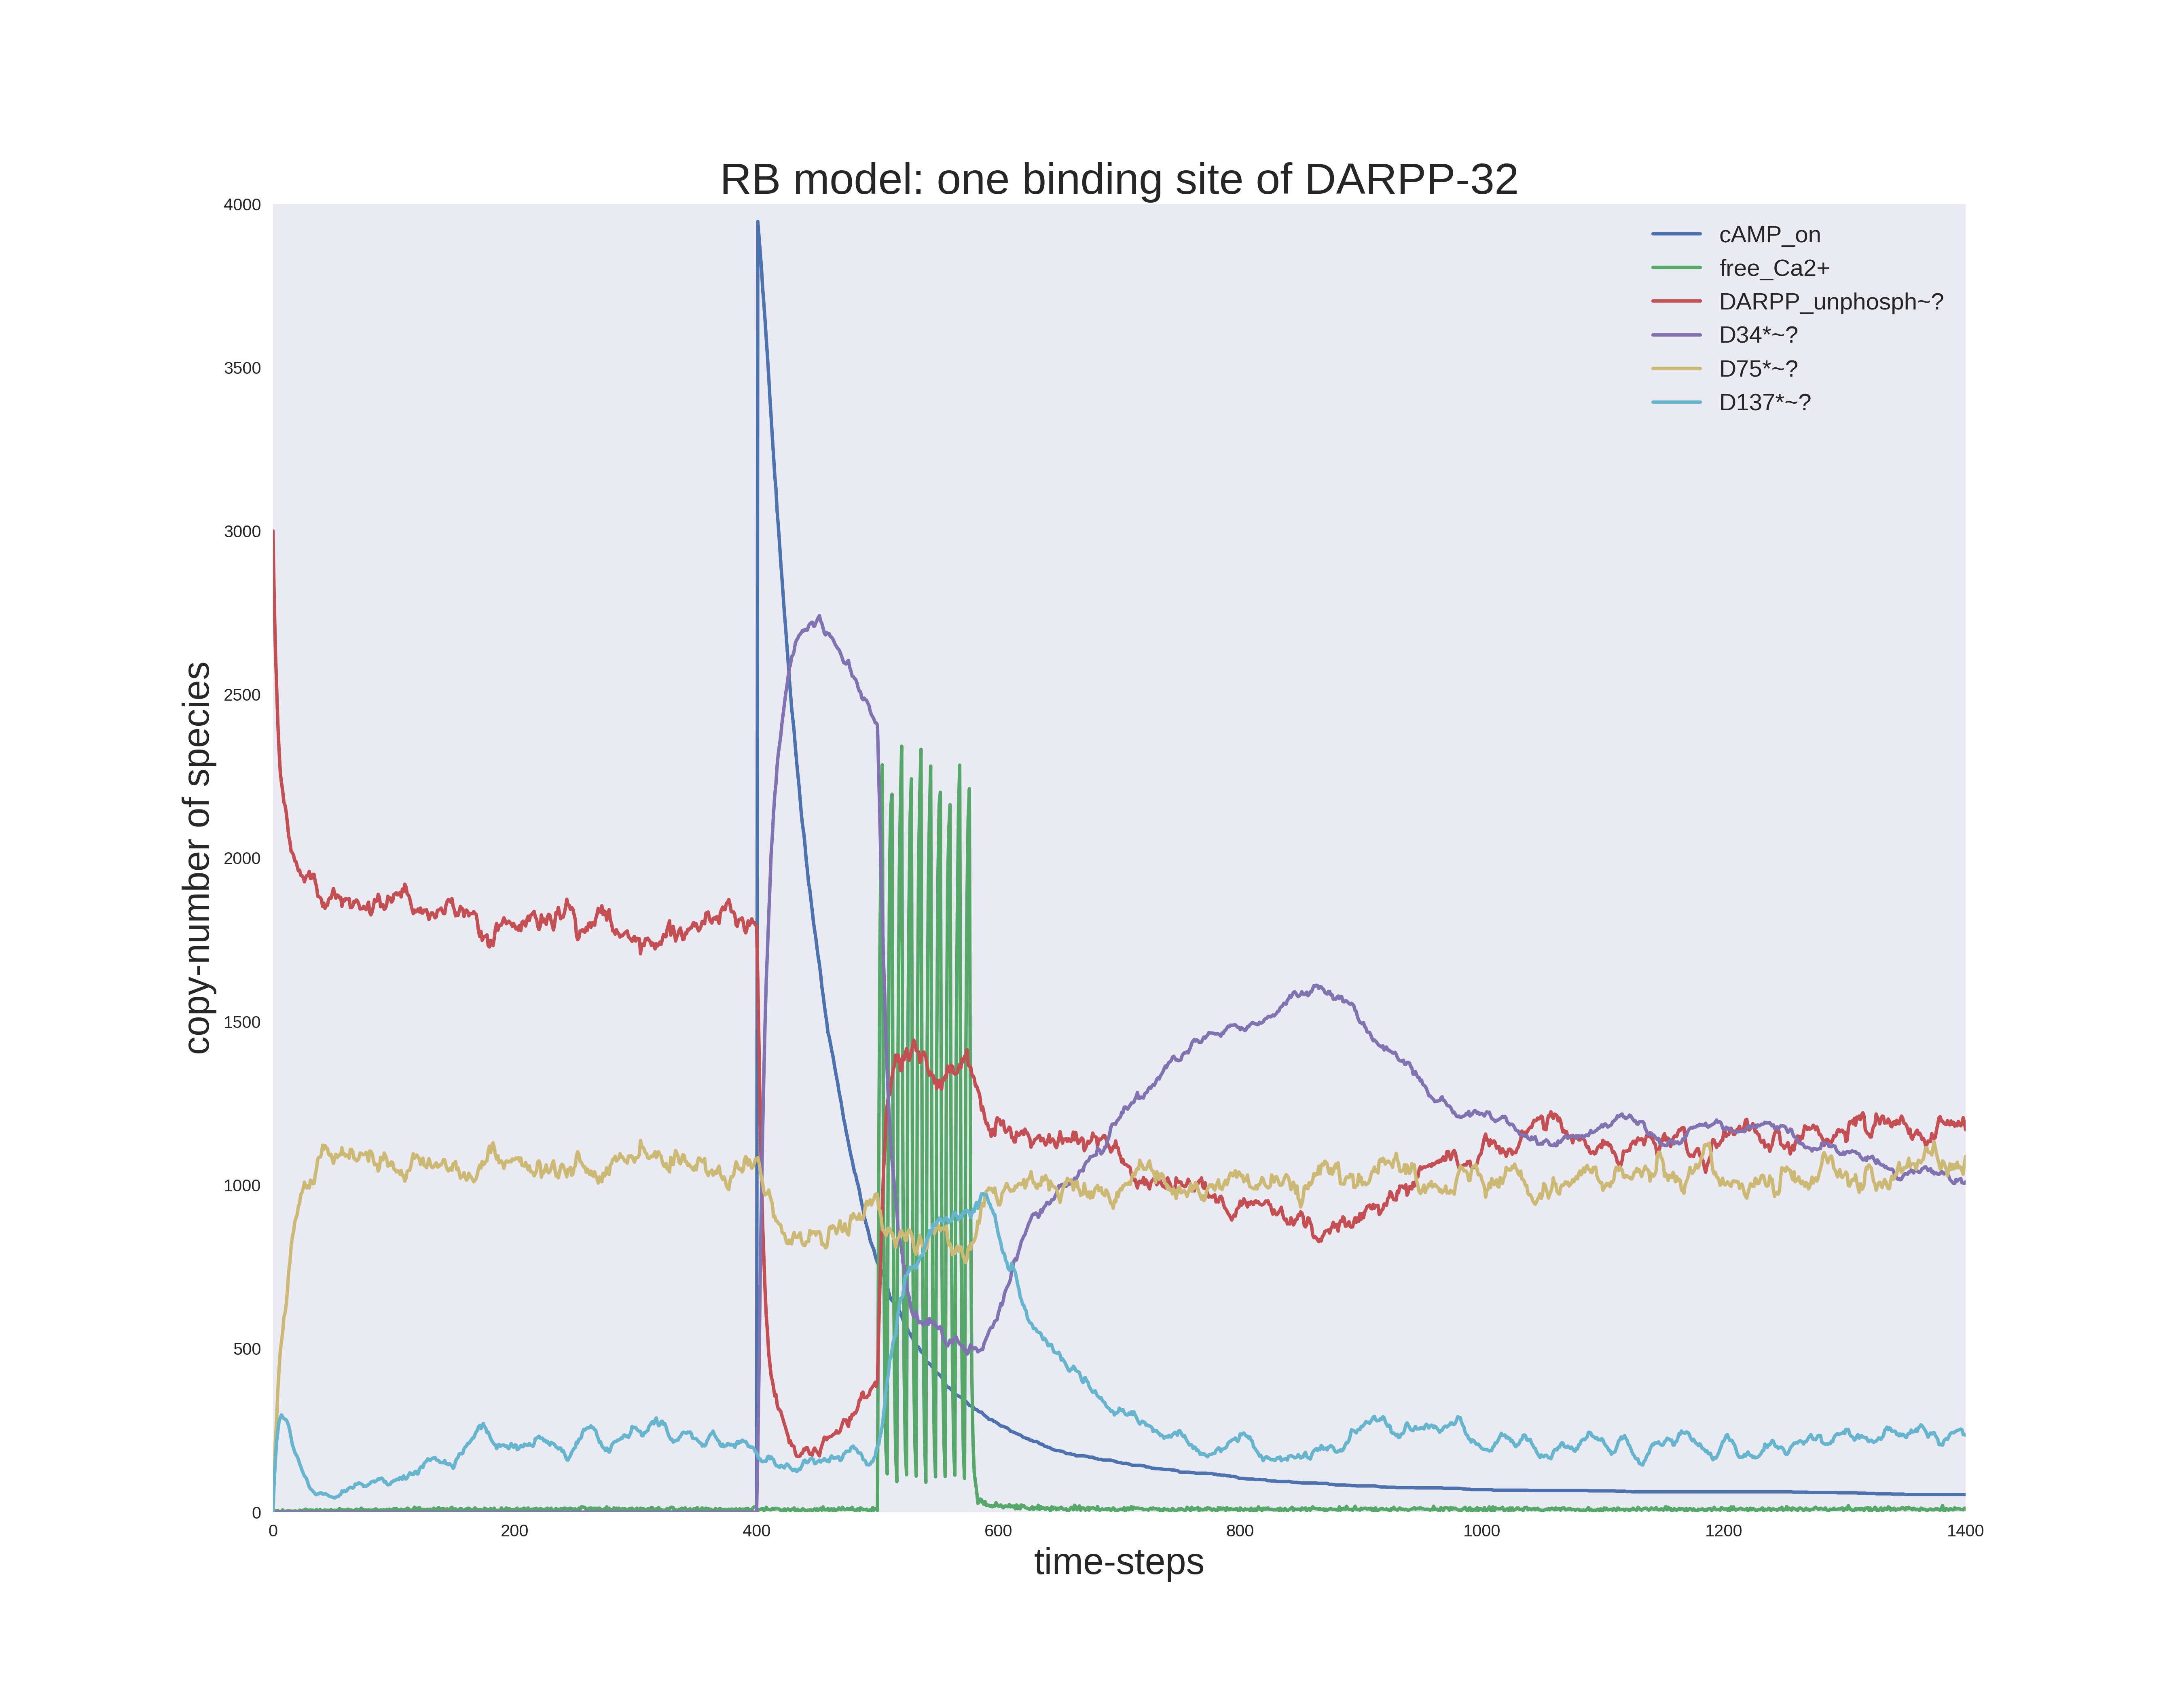 RB model: one binding site of DARPP-32
4000
3500
3000
2500
2000
1500
1000
500
0
copy-number of species
cAMP_on
free_Ca2+
DARPP_unphosph~?
D34*~?
D75*~?
D137*~?
0 200 400 600 800 1000 1200 1400
time-steps